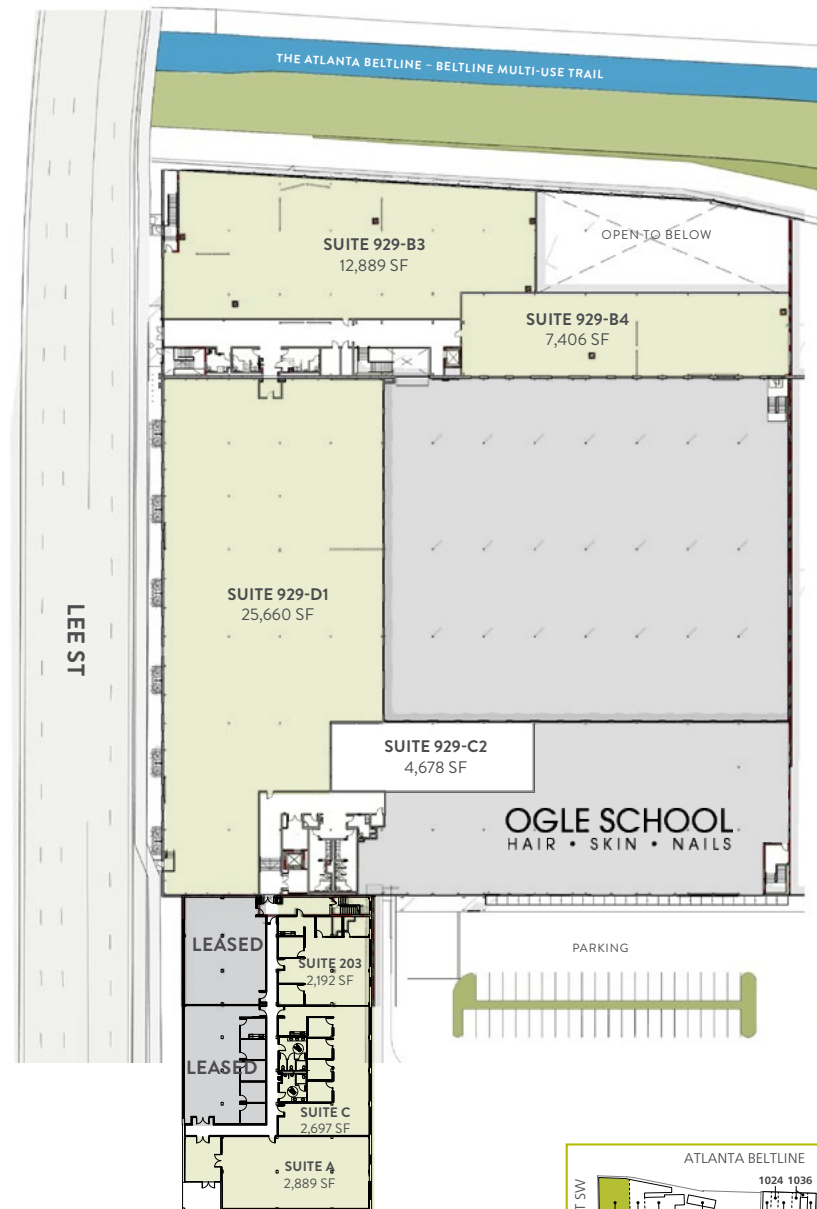 THE ATLANTA BELTLINE – BELTLINE MULTI-USE TRAIL
SUITE 929-B3
12,889 SF
OPEN TO BELOW
SUITE 929-B4
7,406 SF
LEE ST
SUITE 929-D1
25,660 SF
SUITE 929-C2
4,678 SF
OGLE SCHOOL
HAIR • SKIN • NAILS
LEASED
SUITE 203
2,192 SF
PARKING
LEASED
SUITE C
2,697 SF
SUITE A
2,889 SF
ATLANTA BELTLINE
1024 1036
T SW